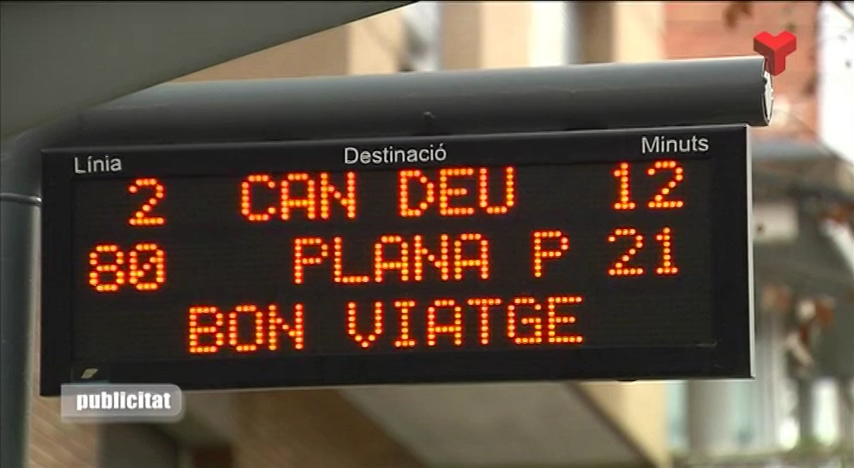 Línia Destinació Minuts
2 CAN DEU 12
80 PLANA P 21
BON VIATGE
publicitat